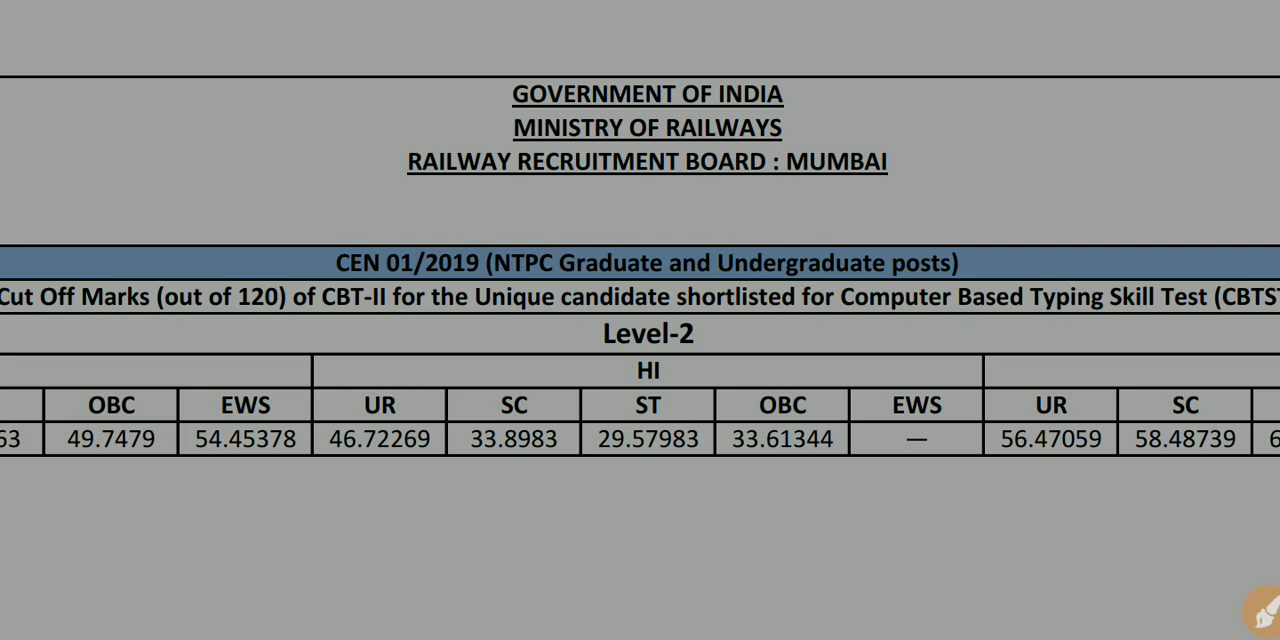 GOVERNMENT OF INDIA
MINISTRY OF RAILWAYS
RAILWAY RECRUITMENT BOARD : MUMBAI
CEN 01/2019 (NTPC Graduate and Undergraduate posts)
Cut Off Marks (out of 120) of CBT-II for the Unique candidate shortlisted for Computer Based Typing Skill Test (CBTST
Level-2
HI
OBC EWS UR SC ST OBC EWS UR SC
63 49.7479 54.45378 46.72269 33.8983 29.57983 33.61344 — 56.47059 58.48739 6